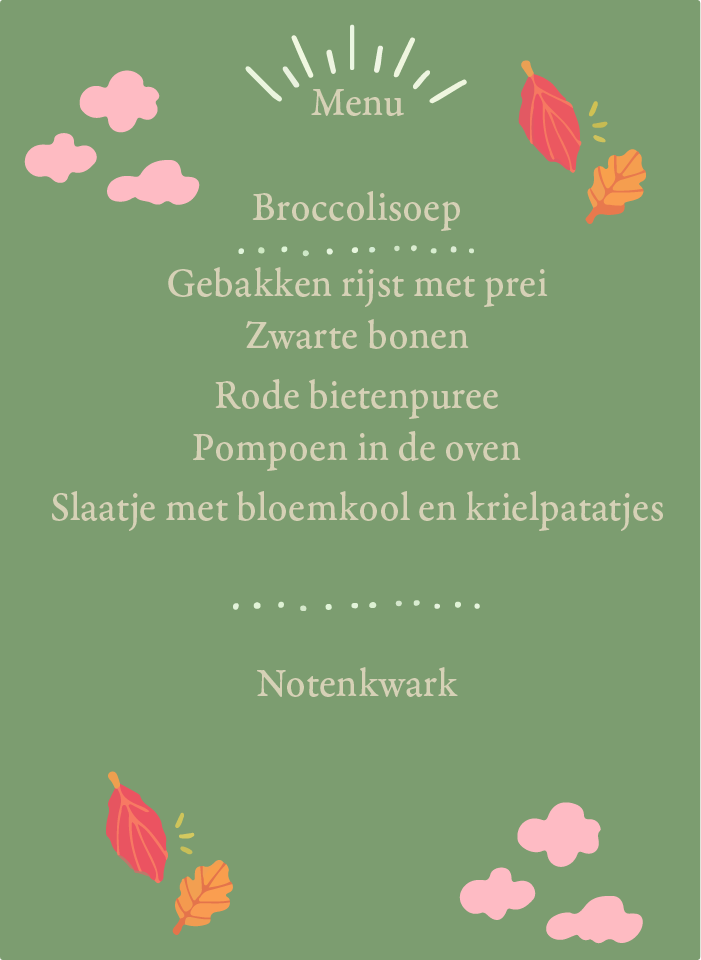 Menu
Broccolisoep
Gebakken rijst met prei
Zwarte bonen
Rode bietenpuree
Pompoen in de oven
Slaatje met bloemkool en krielpatatjes
Notenkwark